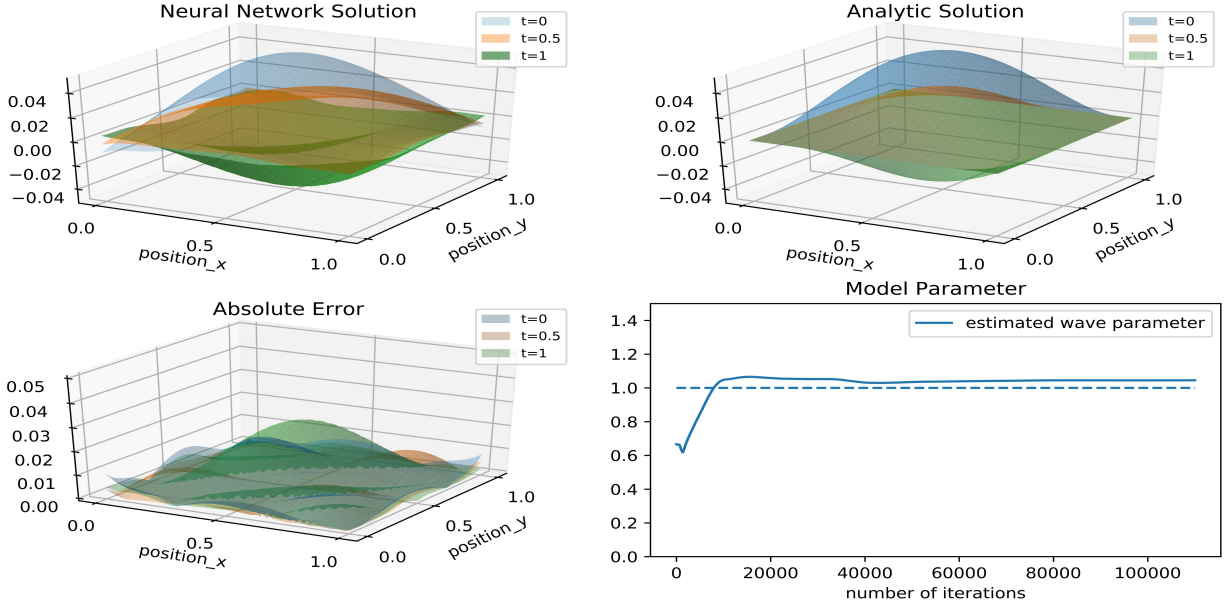 Neural Network Solution
t=0
t=0.5
t=1
0.04
0.02
0.00
−0.02
−0.04
0.0
0.5
1.0
position_x
0.0
0.5
1.0
position_y
Analytic Solution
t=0
t=0.5
t=1
0.04
0.02
0.00
−0.02
−0.04
0.0
0.5
1.0
position_x
0.0
0.5
1.0
position_y
Absolute Error
t=0
t=0.5
t=1
0.05
0.04
0.03
0.02
0.01
0.00
0.0
0.5
1.0
position_x
0.0
0.5
1.0
position_y
Model Parameter
estimated wave parameter
1.4
1.2
1.0
0.8
0.6
0.4
0.2
0.0
0 20000 40000 60000 80000 100000
number of iterations